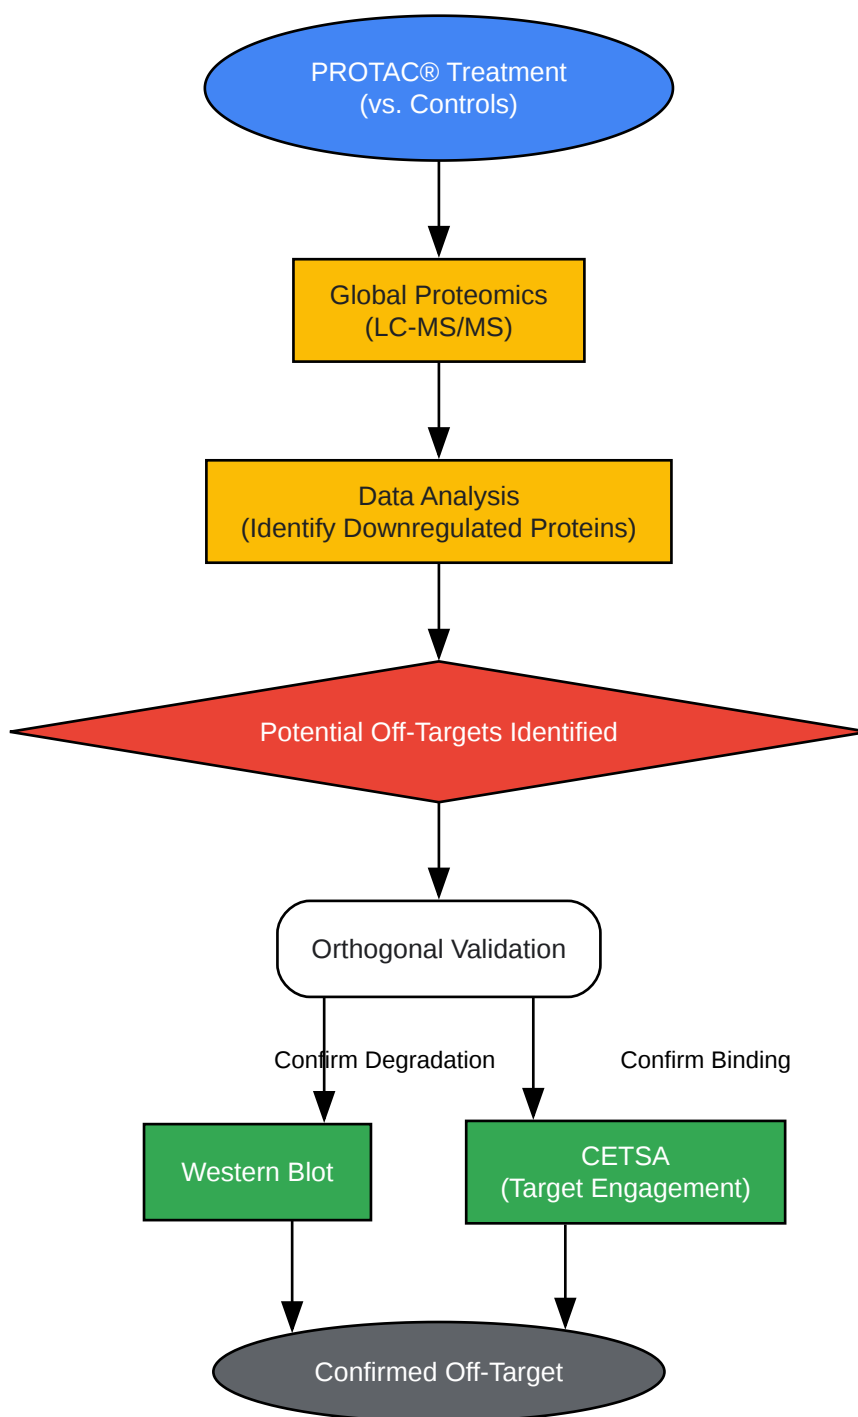 PROTAC® Treatment
(vs. Controls)
Global Proteomics
(LC-MS/MS)
Data Analysis
(Identify Downregulated Proteins)
Potential Off-Targets Identified
Orthogonal Validation
Confirm Degradation
Confirm Binding
Western Blot
CETSA
(Target Engagement)
Confirmed Off-Target